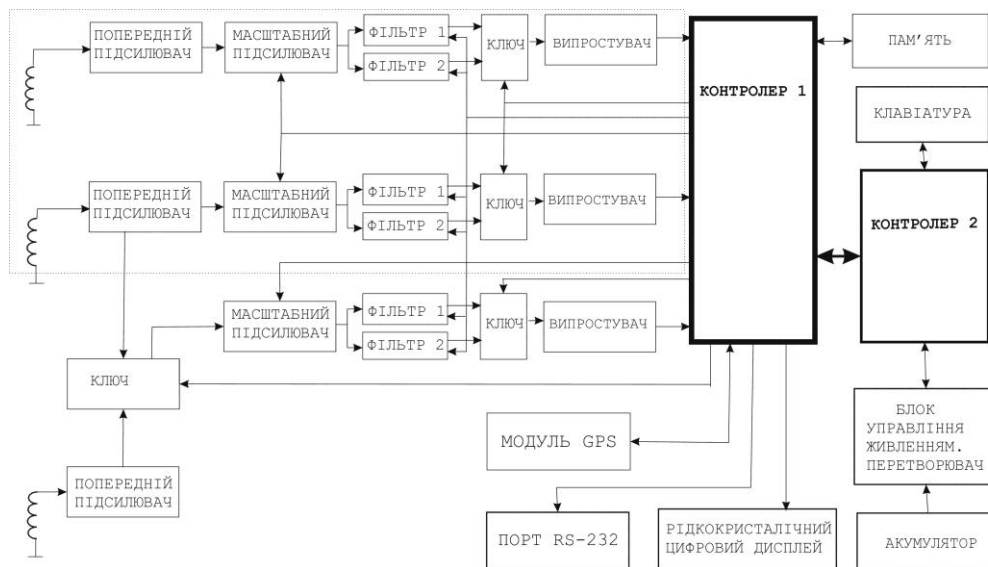 ПОПЕРЕДНІЙ
ПІДСИЛЮВАЧ
МАСШТАБНИЙ
ПІДСИЛЮВАЧ
ФІЛЬТР 1
ФІЛЬТР 2
КЛЮЧ
ВИПРОСТУВАЧ
КОНТРОЛЕР 1
ПАМ’ЯТЬ
КЛАВІАТУРА
ПОПЕРЕДНІЙ
ПІДСИЛЮВАЧ
МАСШТАБНИЙ
ПІДСИЛЮВАЧ
ФІЛЬТР 1
ФІЛЬТР 2
КЛЮЧ
ВИПРОСТУВАЧ
КОНТРОЛЕР 2
МАСШТАБНИЙ
ПІДСИЛЮВАЧ
ФІЛЬТР 1
ФІЛЬТР 2
КЛЮЧ
ВИПРОСТУВАЧ
КЛЮЧ
БЛОК
УПРАВЛІННЯ
ЖИВЛЕННЯМ.
ПЕРЕТВОРЮВАЧ
МОДУЛЬ GPS
ПОПЕРЕДНІЙ
ПІДСИЛЮВАЧ
ПОРТ RS-232
РІДКОКРИСТАЛІЧНИЙ
ЦИФРОВИЙ ДИСПЛЕЙ
АКУМУЛЯТОР